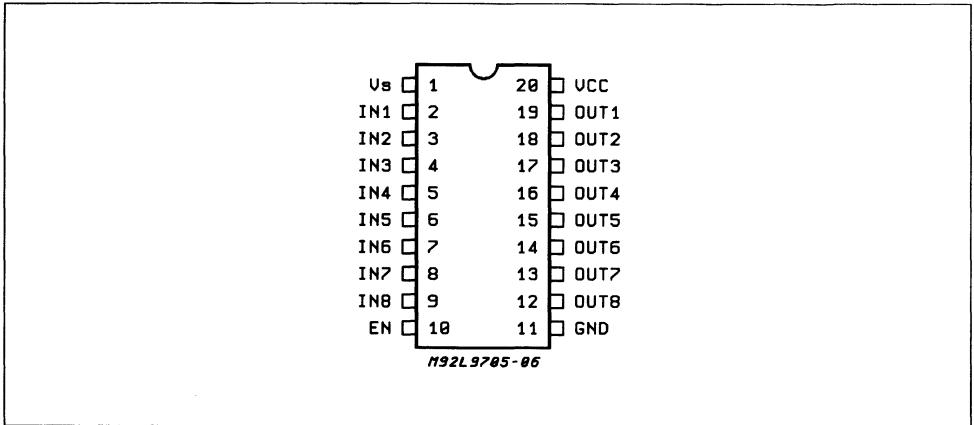 Vs 1 20 VCC
IN1 2 19 OUT1
IN2 3 18 OUT2
IN3 4 17 OUT3
IN4 5 16 OUT4
IN5 6 15 OUT5
IN6 7 14 OUT6
IN7 8 13 OUT7
IN8 9 12 OUT8
EN 10 11 GND
M92L9705-06